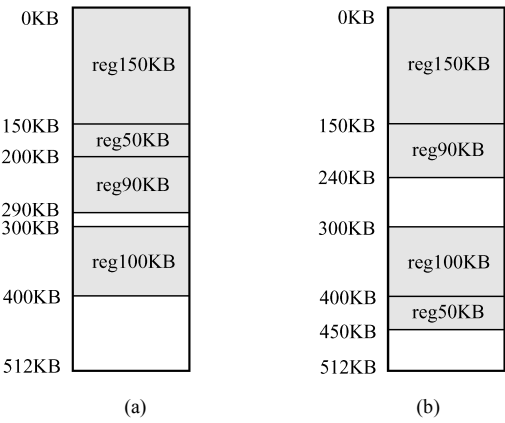 0KB
reg150KB
150KB
reg50KB
200KB
reg90KB
290KB
300KB
reg100KB
400KB
512KB
(a)
0KB
reg150KB
150KB
reg90KB
240KB
300KB
reg100KB
400KB
reg50KB
450KB
512KB
(b)